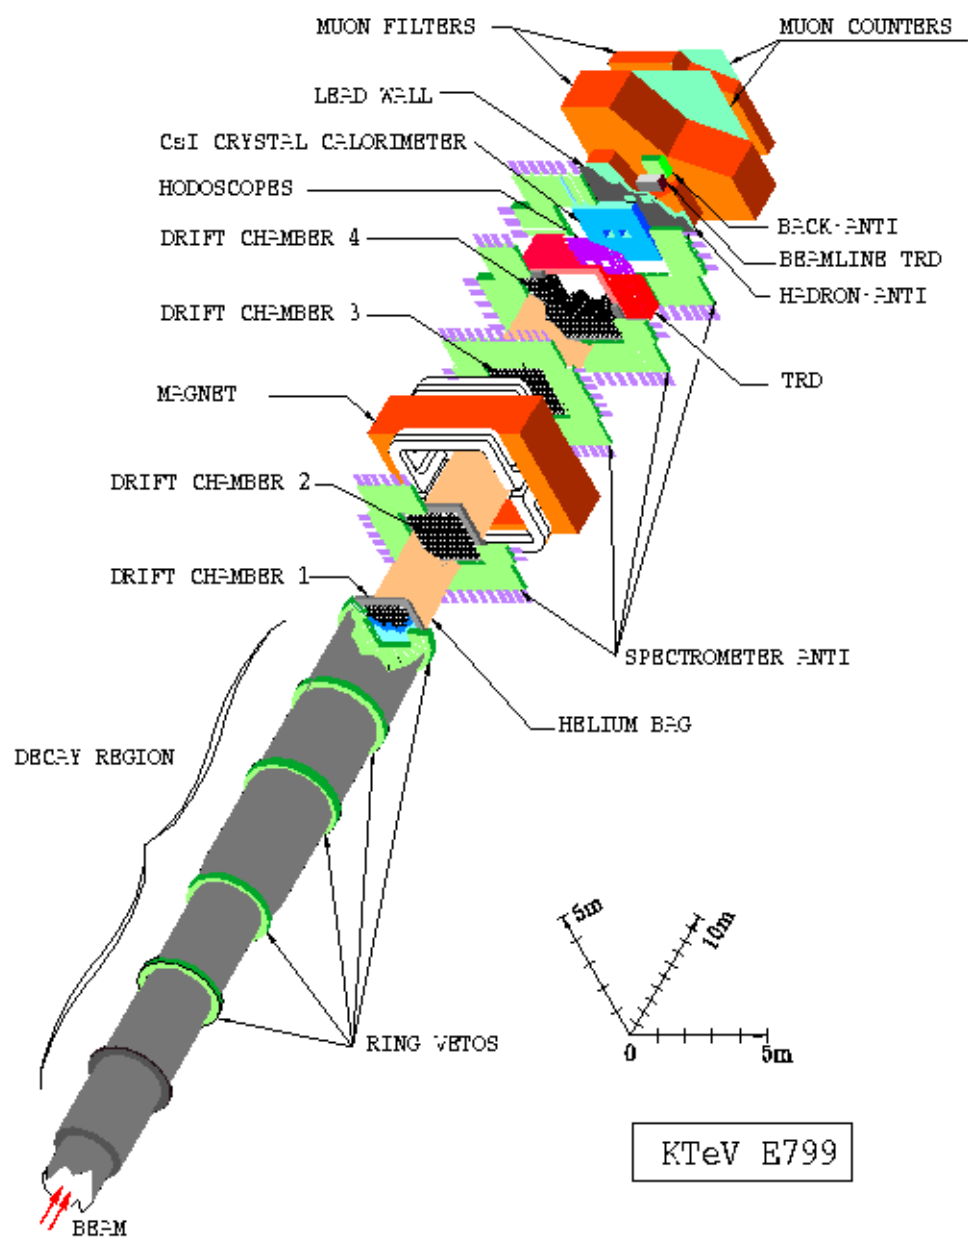 MUON FILTERS
MUON COUNTERS
LEAD WALL
CsI CRYSTAL CALORIMETER
HODOSCOPES
DRIFT CHAMBER 4
BACK-ANTI
BEAMLINE TRD
HADRON-ANTI
DRIFT CHAMBER 3
TRD
MAGNET
DRIFT CHAMBER 2
DRIFT CHAMBER 1
SPECTROMETER ANTI
HELIUM BAG
DECAY REGION
5m
10m
RING VETOS
0
5m
KTeV E799
BEAM